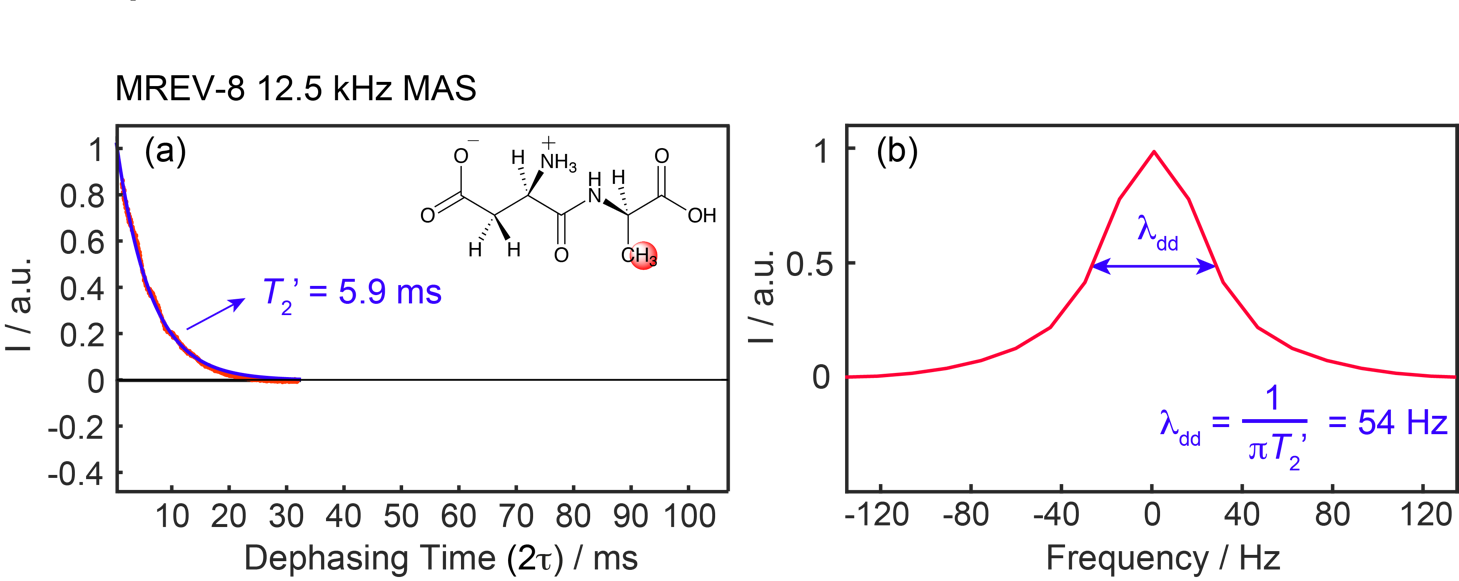 MREV-8 12.5 kHz MAS
(a)
I / a.u.
1
0.8
0.6
0.4
0.2
0
-0.2
-0.4
10 20 30 40 50 60 70 80 90 100
Dephasing Time (2τ) / ms
T₂’ = 5.9 ms
O⁻
O
H
H
H
NH₃⁺
O
H
N
H
CH₃
O
OH
(b)
I / a.u.
1
0.5
0
-120 -80 -40 0 40 80 120
Frequency / Hz
λdd
λdd = 1 / πT₂’ = 54 Hz